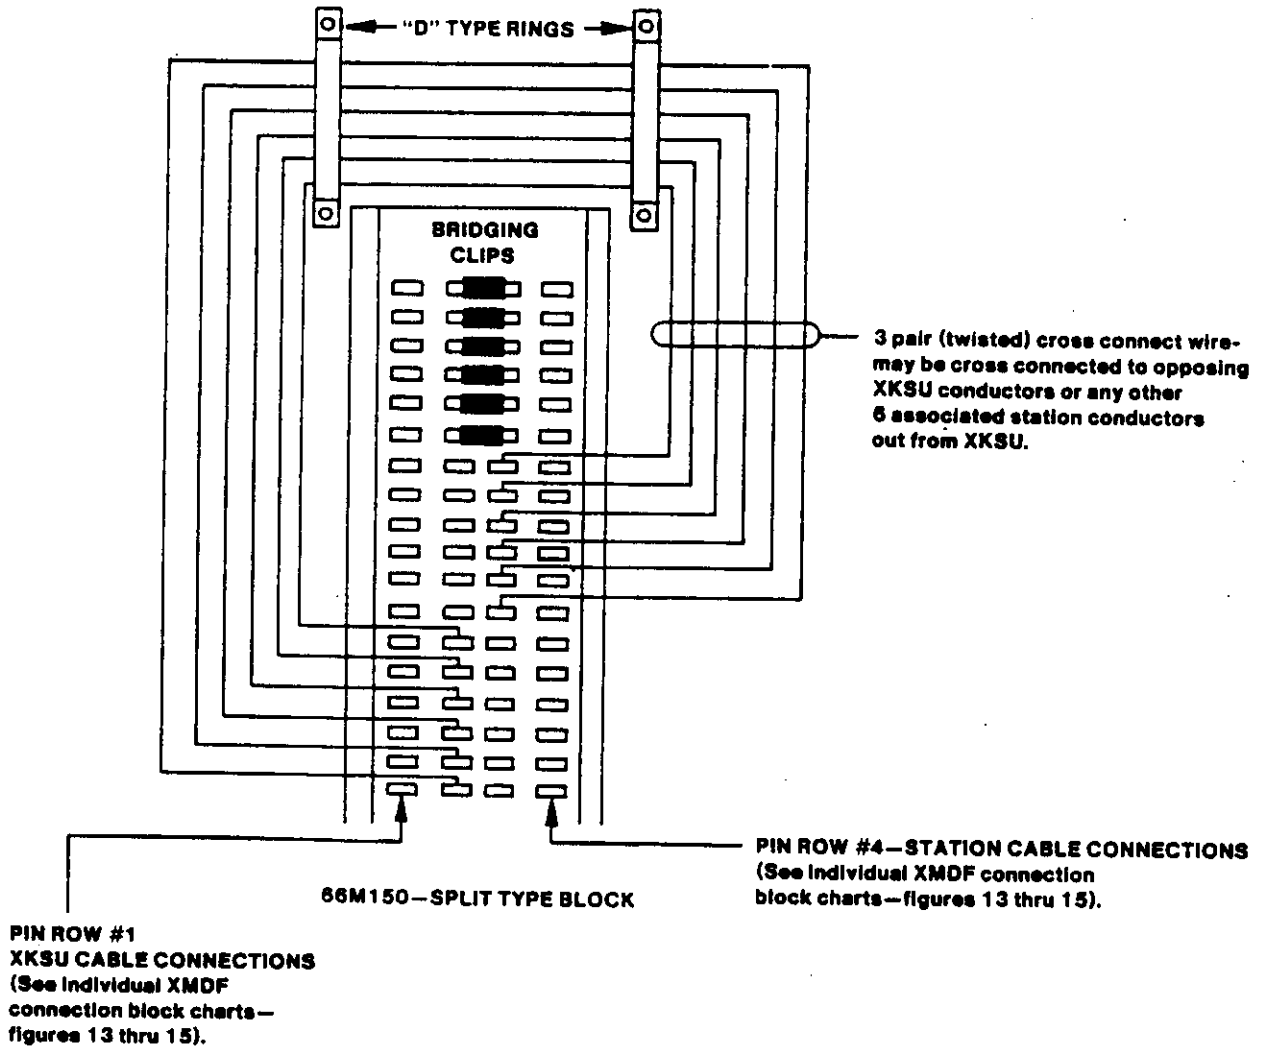 "D" TYPE RINGS
BRIDGING
CLIPS
3 pair (twisted) cross connect wire-
may be cross connected to opposing
XKSU conductors or any other
6 associated station conductors
out from XKSU.
PIN ROW #4—STATION CABLE CONNECTIONS
(See individual XMDF connection
block charts—figures 13 thru 15).
66M150—SPLIT TYPE BLOCK
PIN ROW #1
XKSU CABLE CONNECTIONS
(See individual XMDF
connection block charts—
figures 13 thru 15).